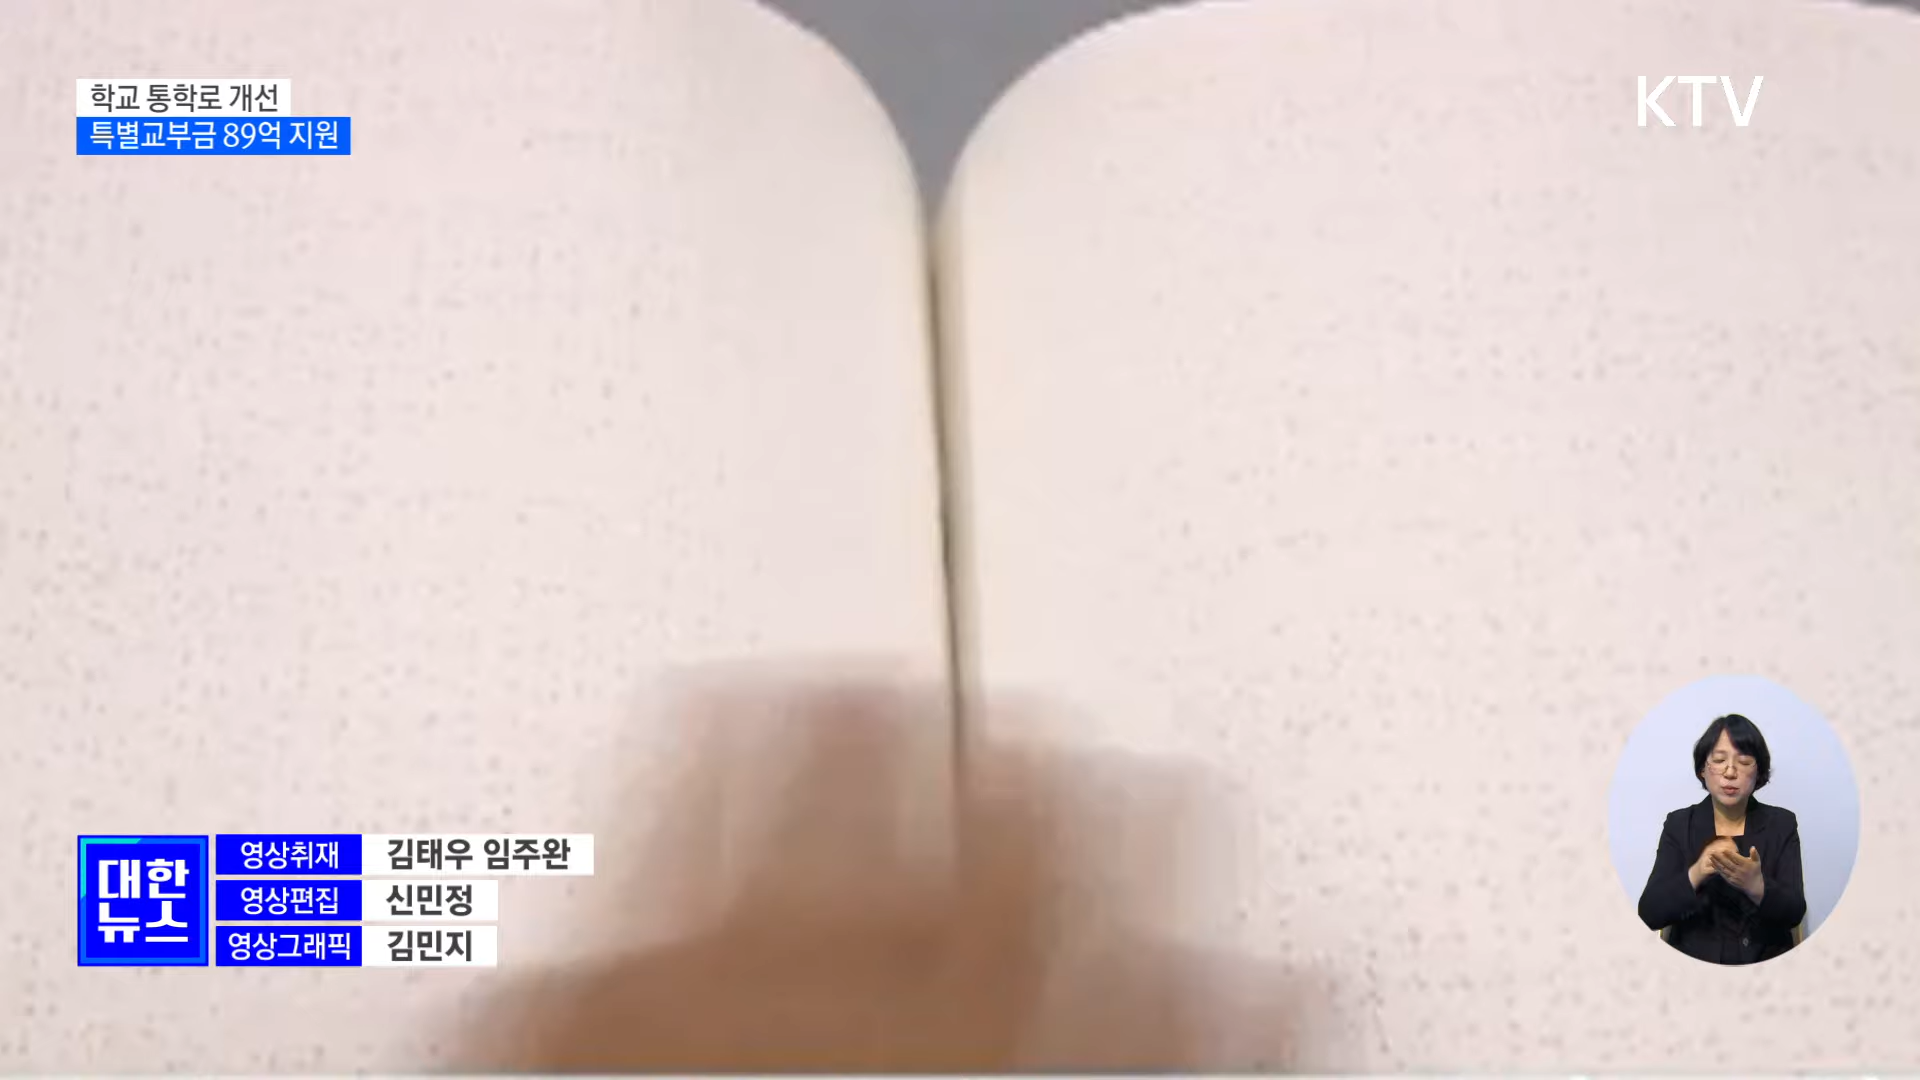 학교 통학로 개선
특별교부금 89억 지원
KTV
대한
뉴스
영상취재 김태우 임주완
영상편집 신민정
영상그래픽 김민지